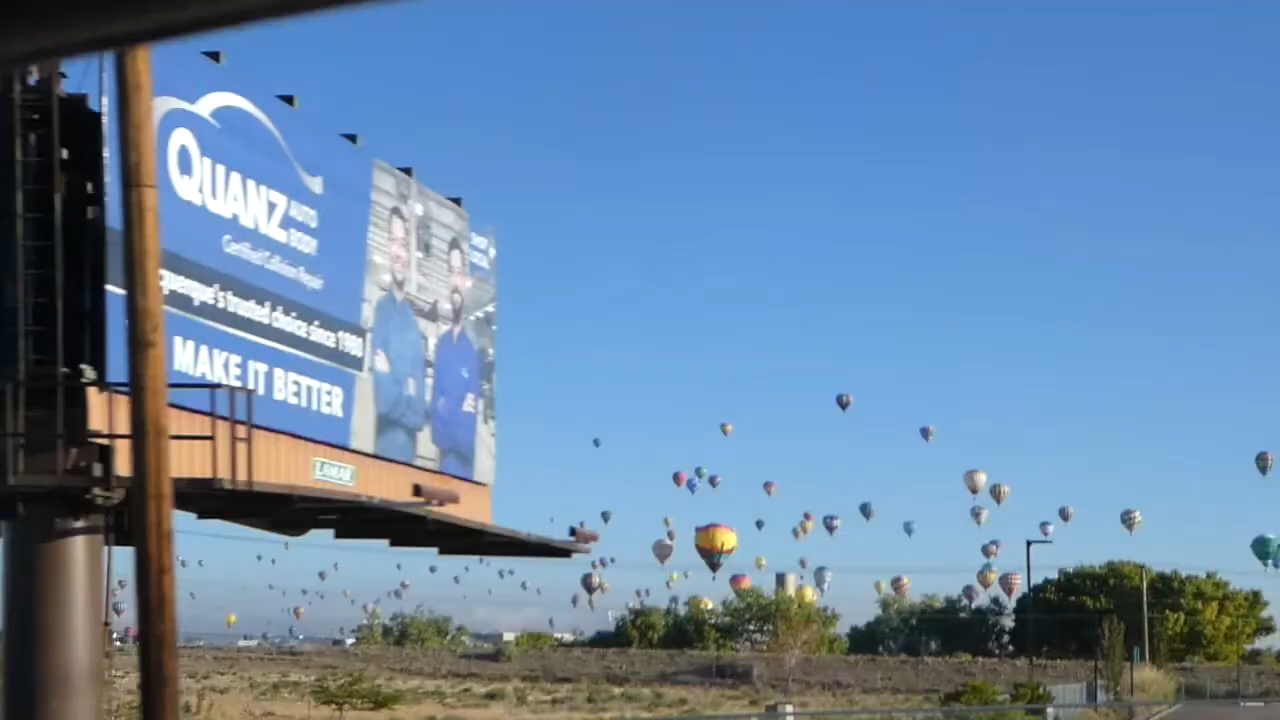 QUANZ AUTO BODY
Certified Collision Repair
querque's trusted choice since 1980
MAKE IT BETTER
LAMAR